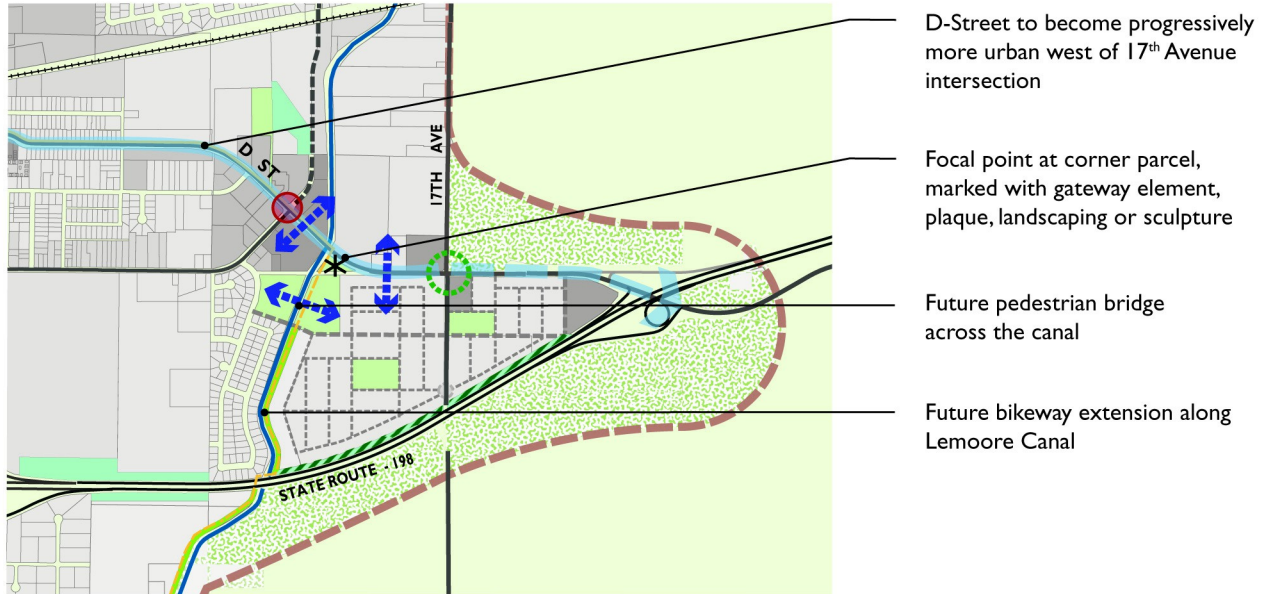 D-Street to become progressively
more urban west of 17th Avenue
intersection
Focal point at corner parcel,
marked with gateway element,
plaque, landscaping or sculpture
Future pedestrian bridge
across the canal
Future bikeway extension along
Lemoore Canal
D ST
17TH AVE
STATE ROUTE - 198